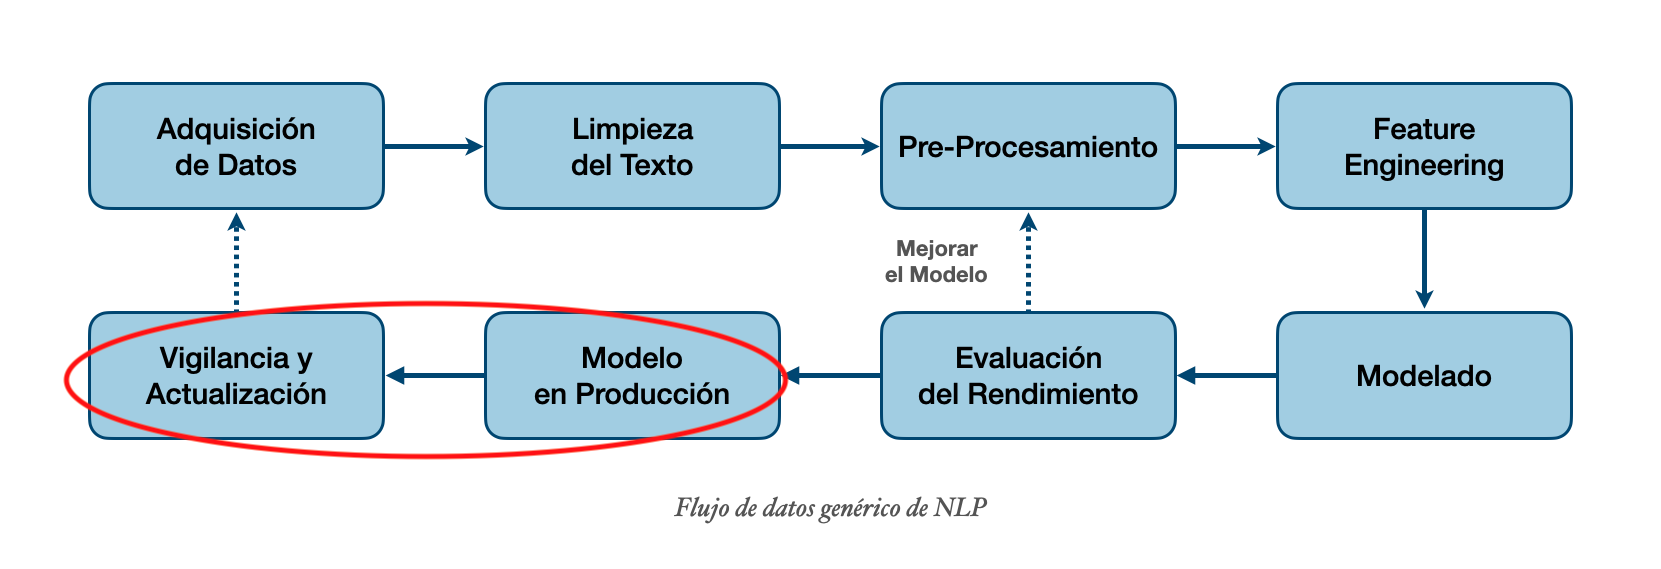 Adquisición
de Datos
Limpieza
del Texto
Pre-Procesamiento
Feature
Engineering
Mejorar
el Modelo
Vigilancia y
Actualización
Modelo
en Producción
Evaluación
del Rendimiento
Modelado
Flujo de datos genérico de NLP